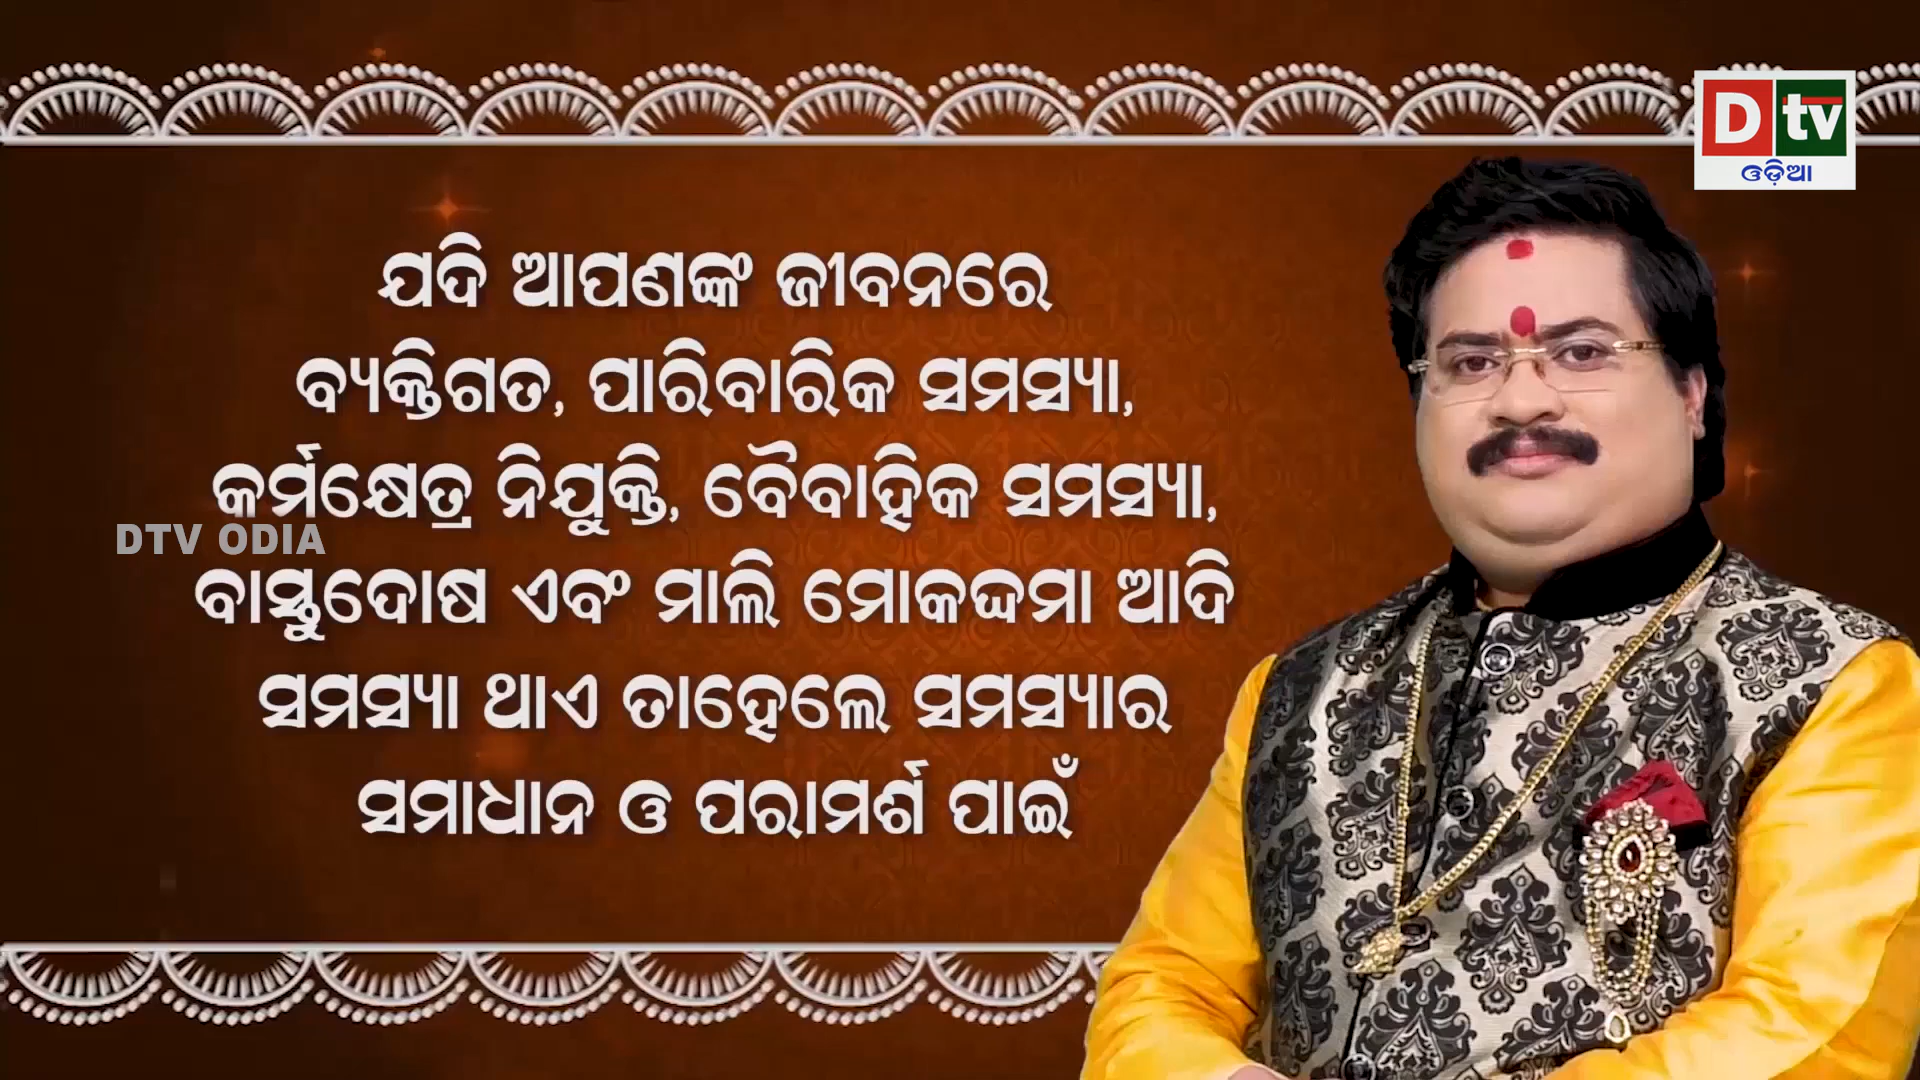 Dtv
ଓଡ଼ିଆ
ଯଦି ଆପଣଙ୍କ ଜୀବନରେ
ବ୍ୟକ୍ତିଗତ, ପାରିବାରିକ ସମସ୍ୟା,
କର୍ମକ୍ଷେତ୍ର ନିଯୁକ୍ତି, ବୈବାହିକ ସମସ୍ୟା,
DTV ODIA
ବାସ୍ତୁଦୋଷ ଏବଂ ମାଲି ମୋକଦ୍ଦମା ଆଦି
ସମସ୍ୟା ଥାଏ ତାହେଲେ ସମସ୍ୟାର
ସମାଧାନ ଓ ପରାମର୍ଶ ପାଇଁ